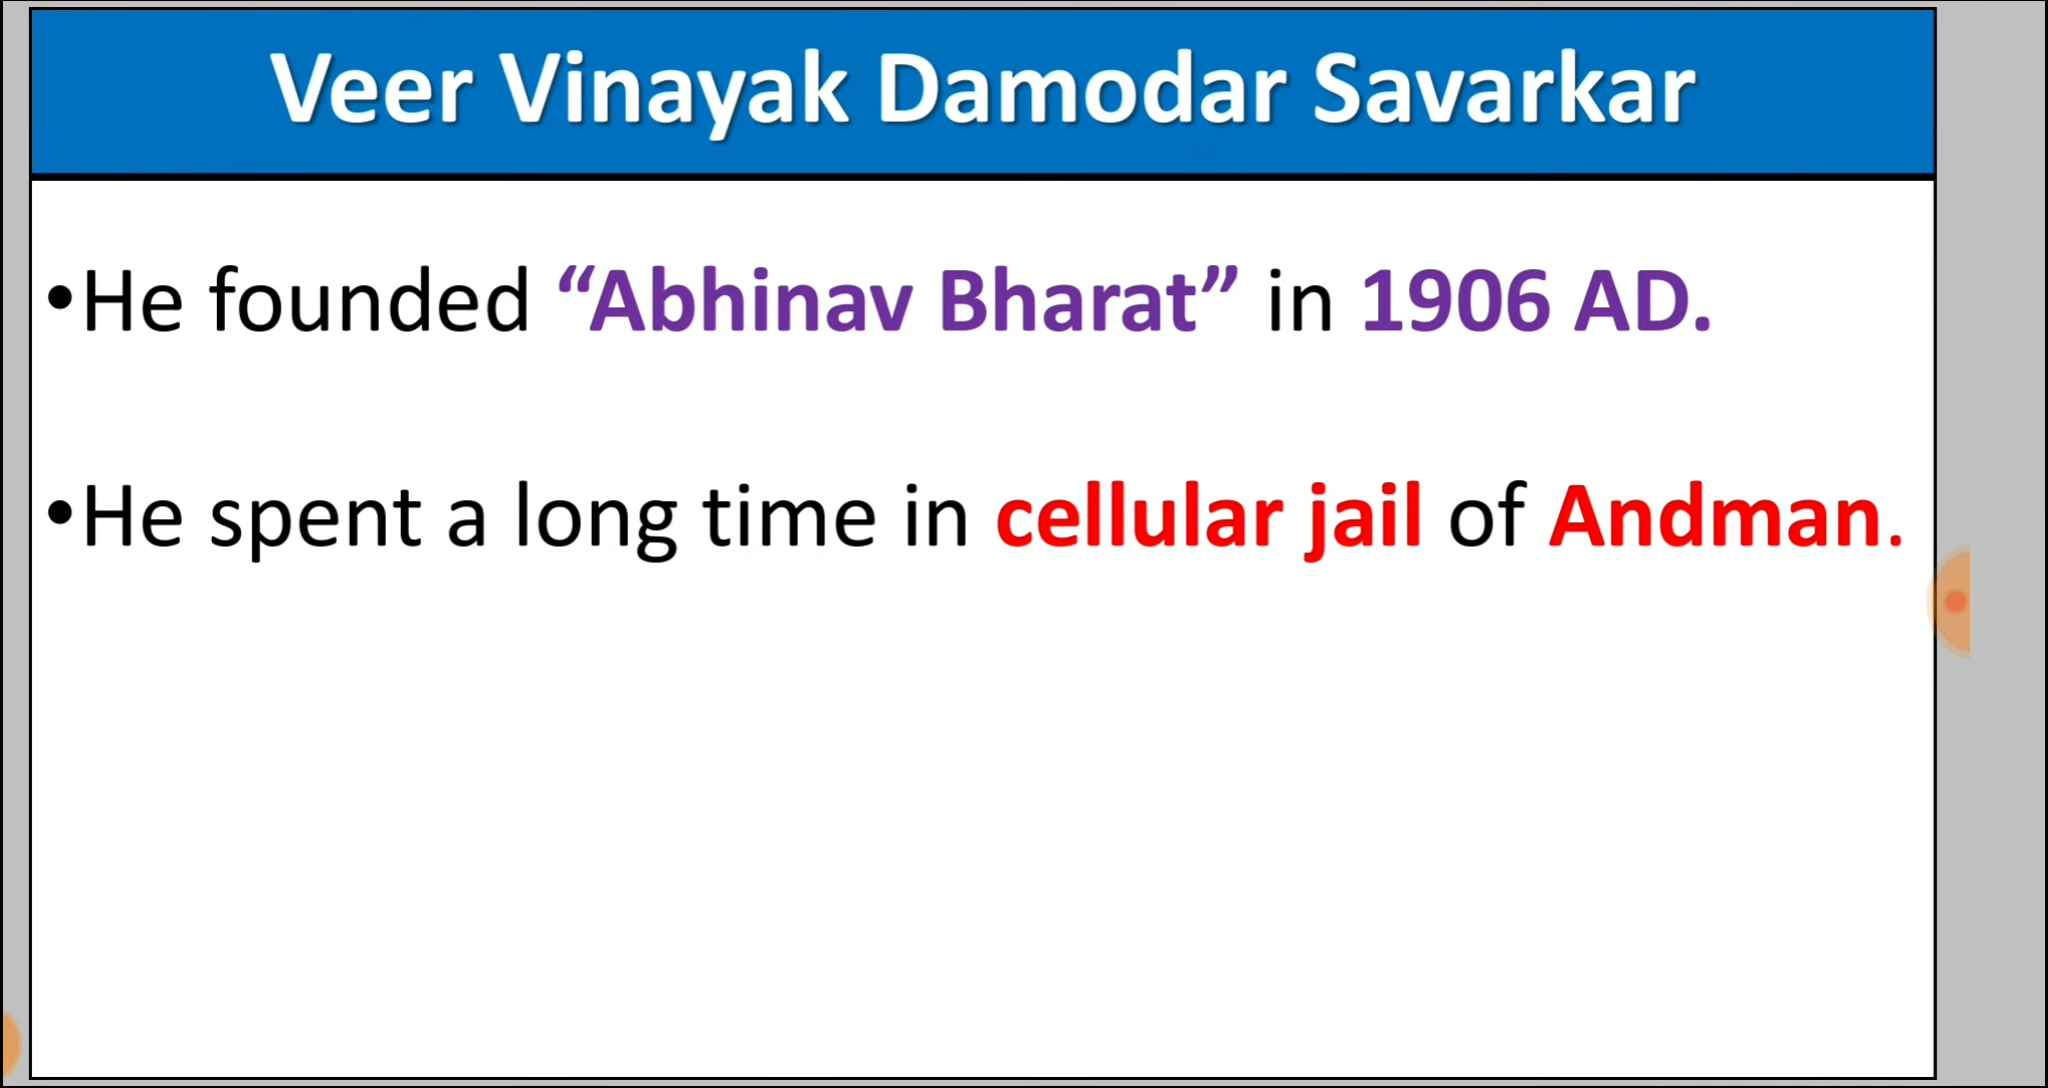 Veer Vinayak Damodar Savarkar
•He founded “Abhinav Bharat” in 1906 AD.
•He spent a long time in cellular jail of Andman.